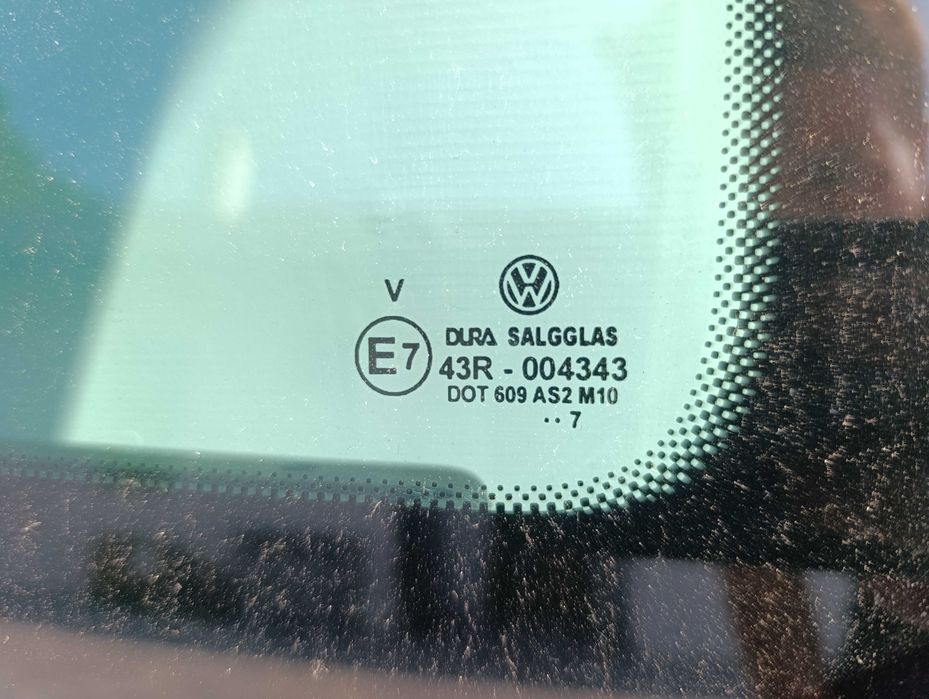 V
E7
DURA SALGGLAS
43R - 004343
DOT 609 AS2 M10
·· 7